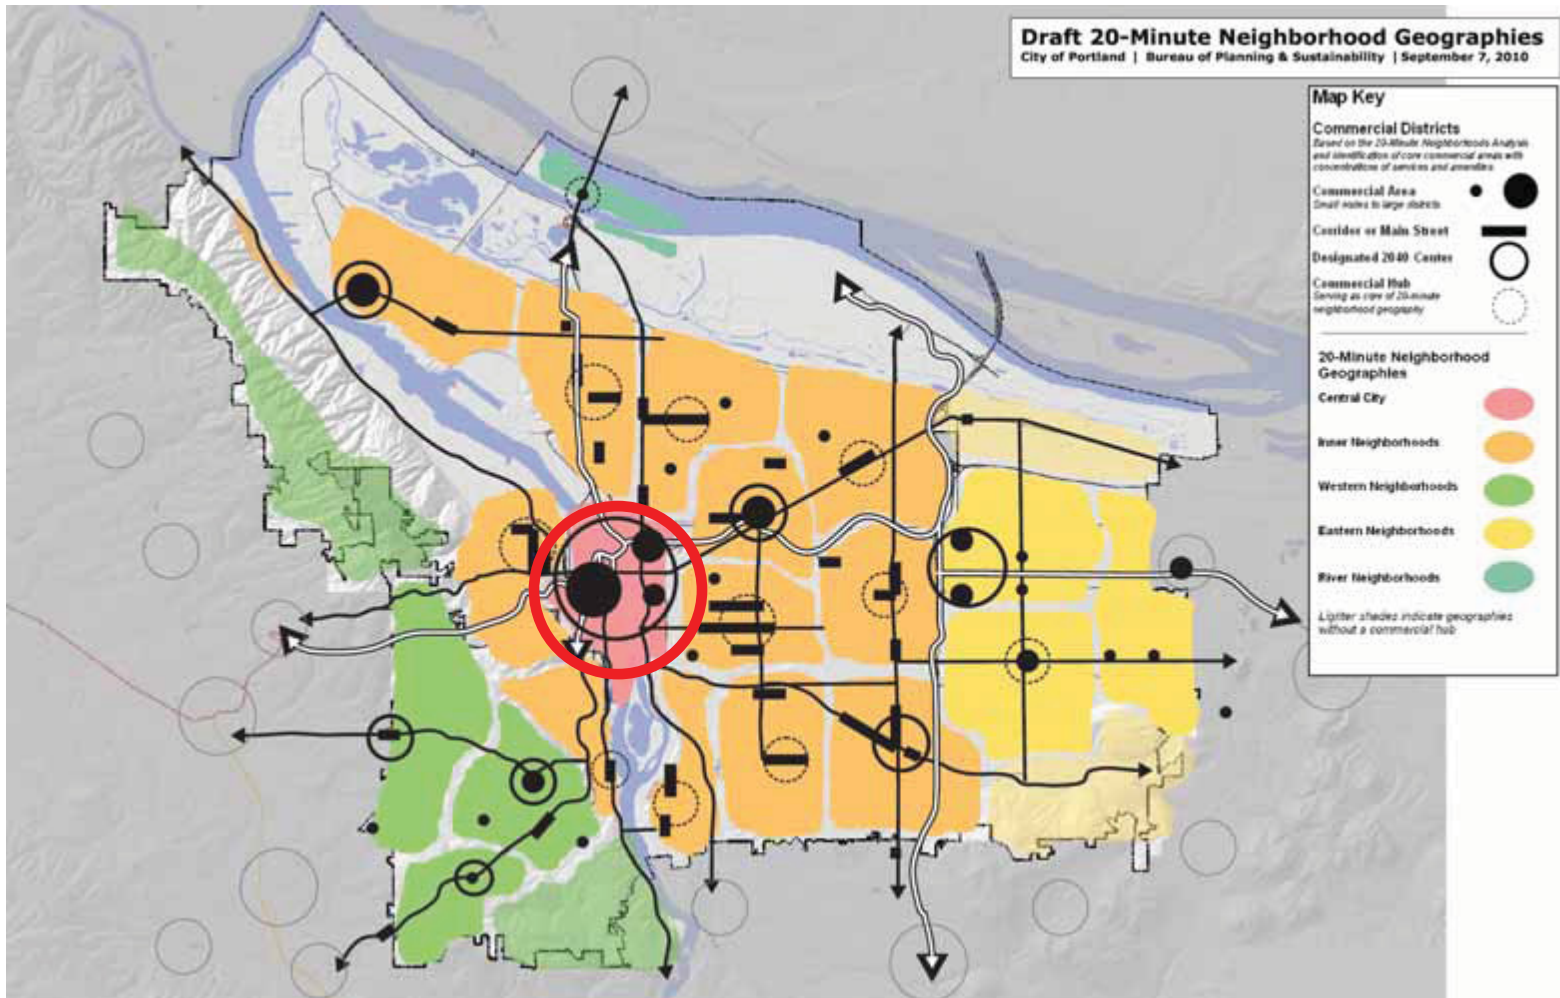 Draft 20-Minute Neighborhood Geographies
City of Portland | Bureau of Planning & Sustainability | September 7, 2010
Map Key
Commercial Districts
Based on the 20-Minute Neighborhoods Analysis
and identification of core commercial areas with
concentrations of services and amenities
Commercial Area
Small nodes to large districts
Corridor or Main Street
Designated 2040 Center
Commercial Hub
Serving as core of 20-minute
neighborhood geography
20-Minute Neighborhood
Geographies
Central City
Inner Neighborhoods
Western Neighborhoods
Eastern Neighborhoods
River Neighborhoods
Lighter shades indicate geographies
without a commercial hub